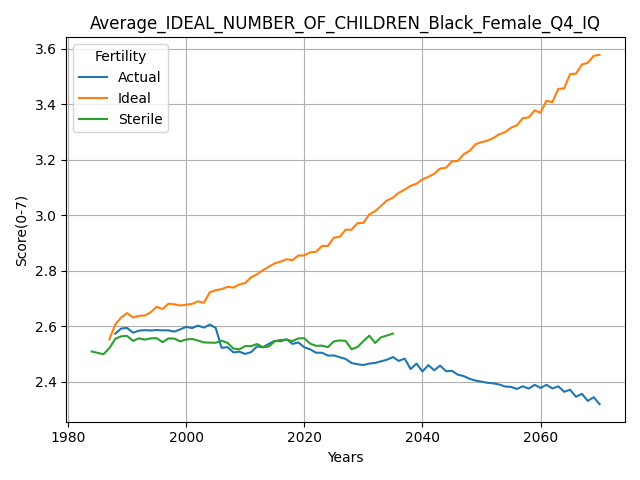 Average_IDEAL_NUMBER_OF_CHILDREN_Black_Female_Q4_IQ
Fertility
Actual
Ideal
Sterile
Score(0-7)
3.6
3.4
3.2
3.0
2.8
2.6
2.4
1980
2000
2020
2040
2060
Years